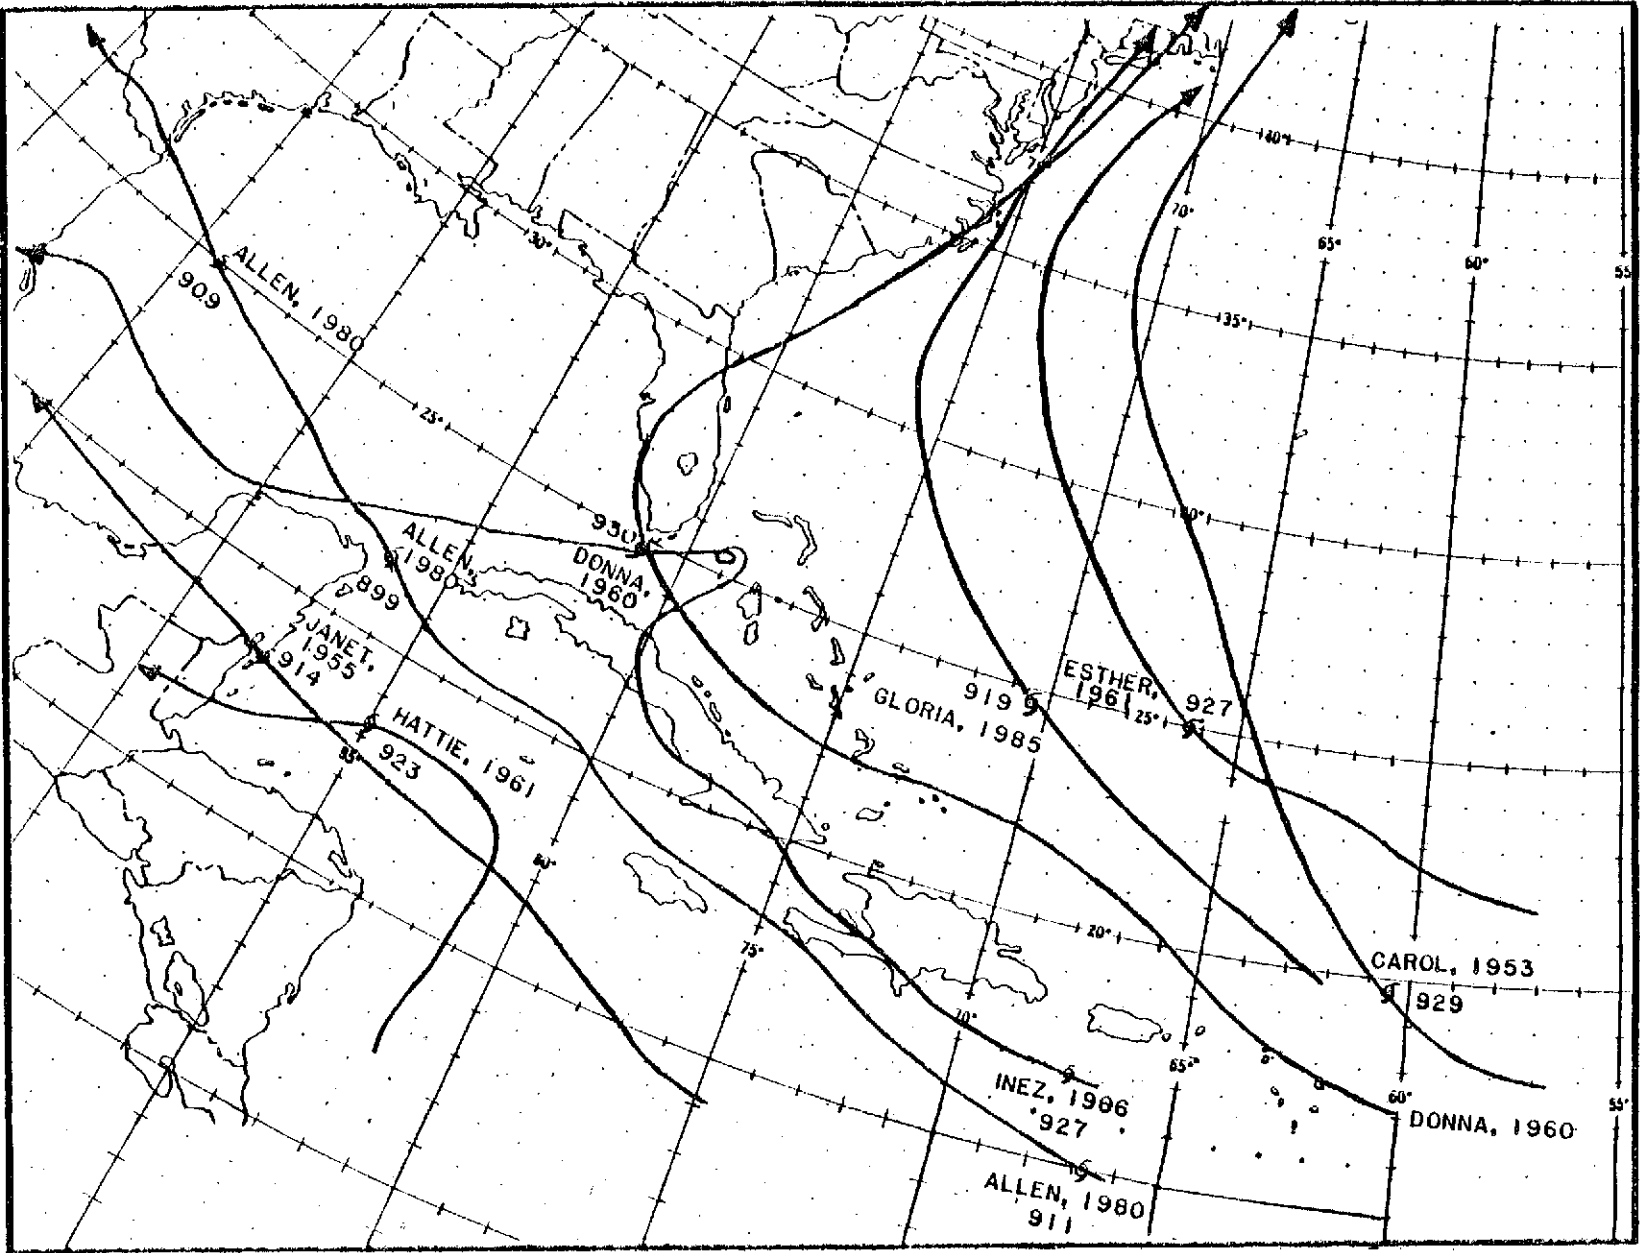 40°
70°
65°
60°
55
ALLEN, 1980
909
30°
35°
25°
930
DONNA,
1960
ALLEN,
1980
899
30°
JANET,
1955
914
ESTHER,
1961
927
25°
919
GLORIA, 1985
HATTIE, 1961
923
85°
80°
75°
20°
CAROL, 1953
929
70°
65°
INEZ, 1966
927
60°
55°
DONNA, 1960
ALLEN, 1980
911